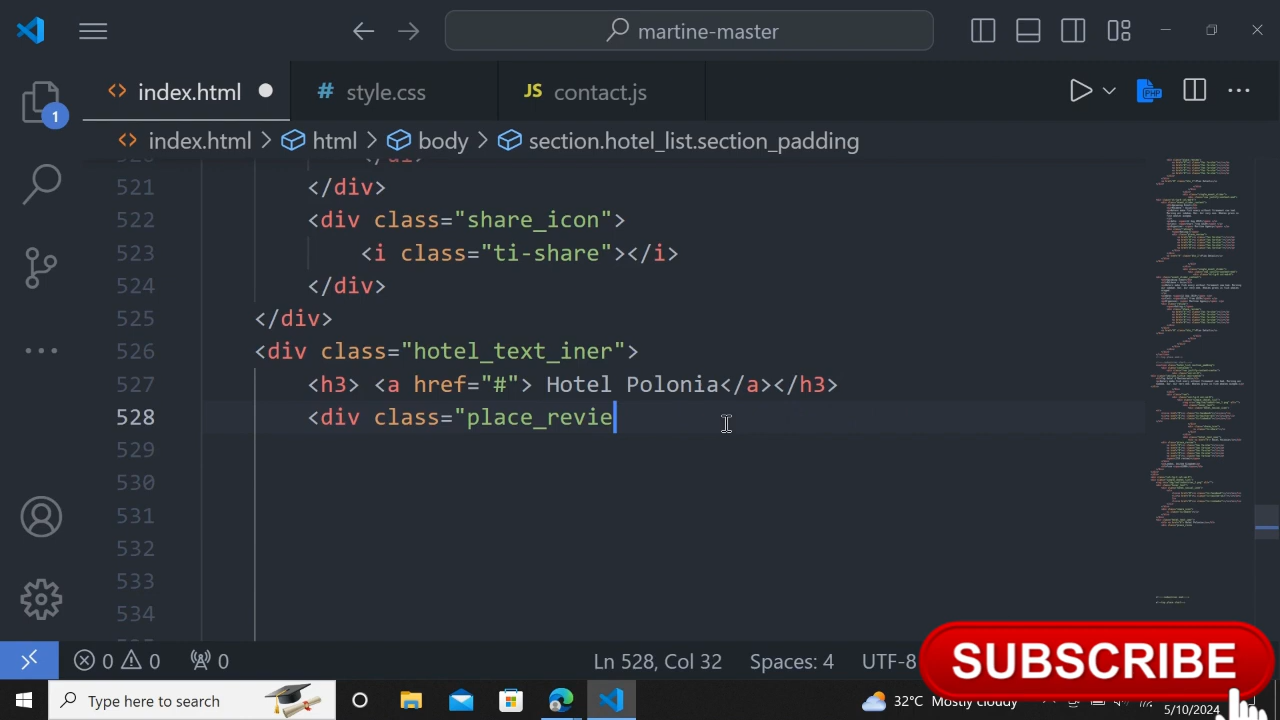 martine-master
index.html
# style.css
JS contact.js
PHP
1
index.html > html > body > section.hotel_list.section_padding
521 </div>
522 <div class="share_icon">
523 <i class="ti-share"></i>
524 </div>
525 </div>
526 <div class="hotel_text_iner">
527 <h3> <a href="#"> Hotel Polonia</a></h3>
528 <div class="place_revie
529
530
531
532
533
534
0 0 0
Ln 528, Col 32 Spaces: 4 UTF-8
SUBSCRIBE
Type here to search
32°C Mostly cloudy
5/10/2024